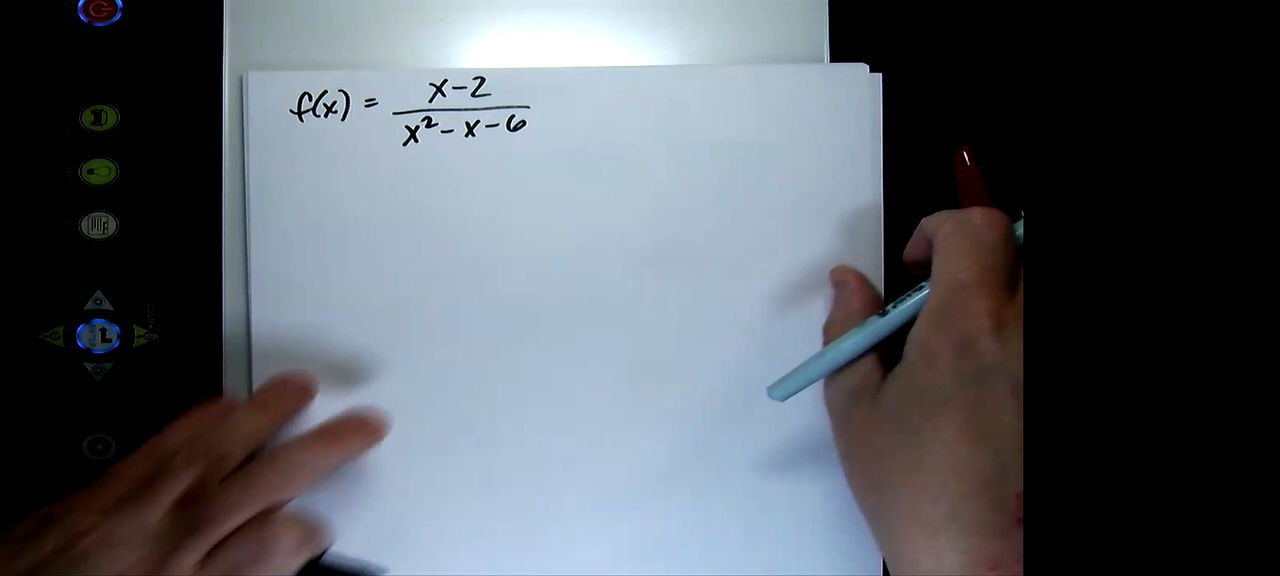 f(x) = x-2 / x² - x - 6